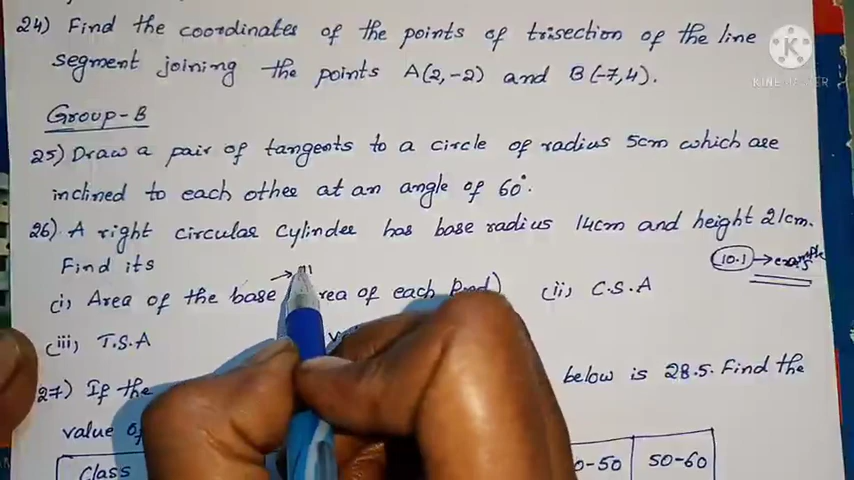 24) Find the coordinates of the points of trisection of the line
segment joining the points A(2,-2) and B(-7,4).
KINEMASTER
Group-B
25) Draw a pair of tangents to a circle of radius 5cm which are
inclined to each other at an angle of 60°.
26) A right circular cylinder has base radius 14cm and height 21cm.
Find its
10.1 → example
(i) Area of the base area of each (ii) C.S.A
(iii) T.S.A
27) If the below is 28.5. Find the
value of
Class 50-60